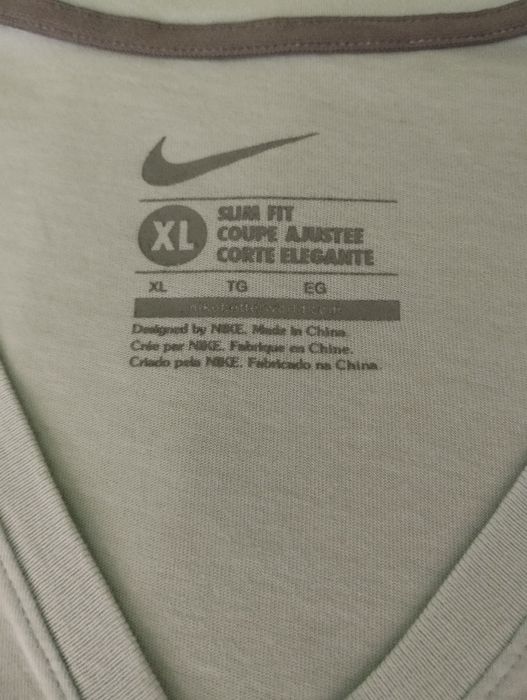 XL
SLIM FIT
COUPE AJUSTEE
CORTE ELEGANTE
XL TG EG
Designed by NIKE. Made in China.
Crée par NIKE. Fabrique en Chine.
Criado pela NIKE. Fabricado na China.